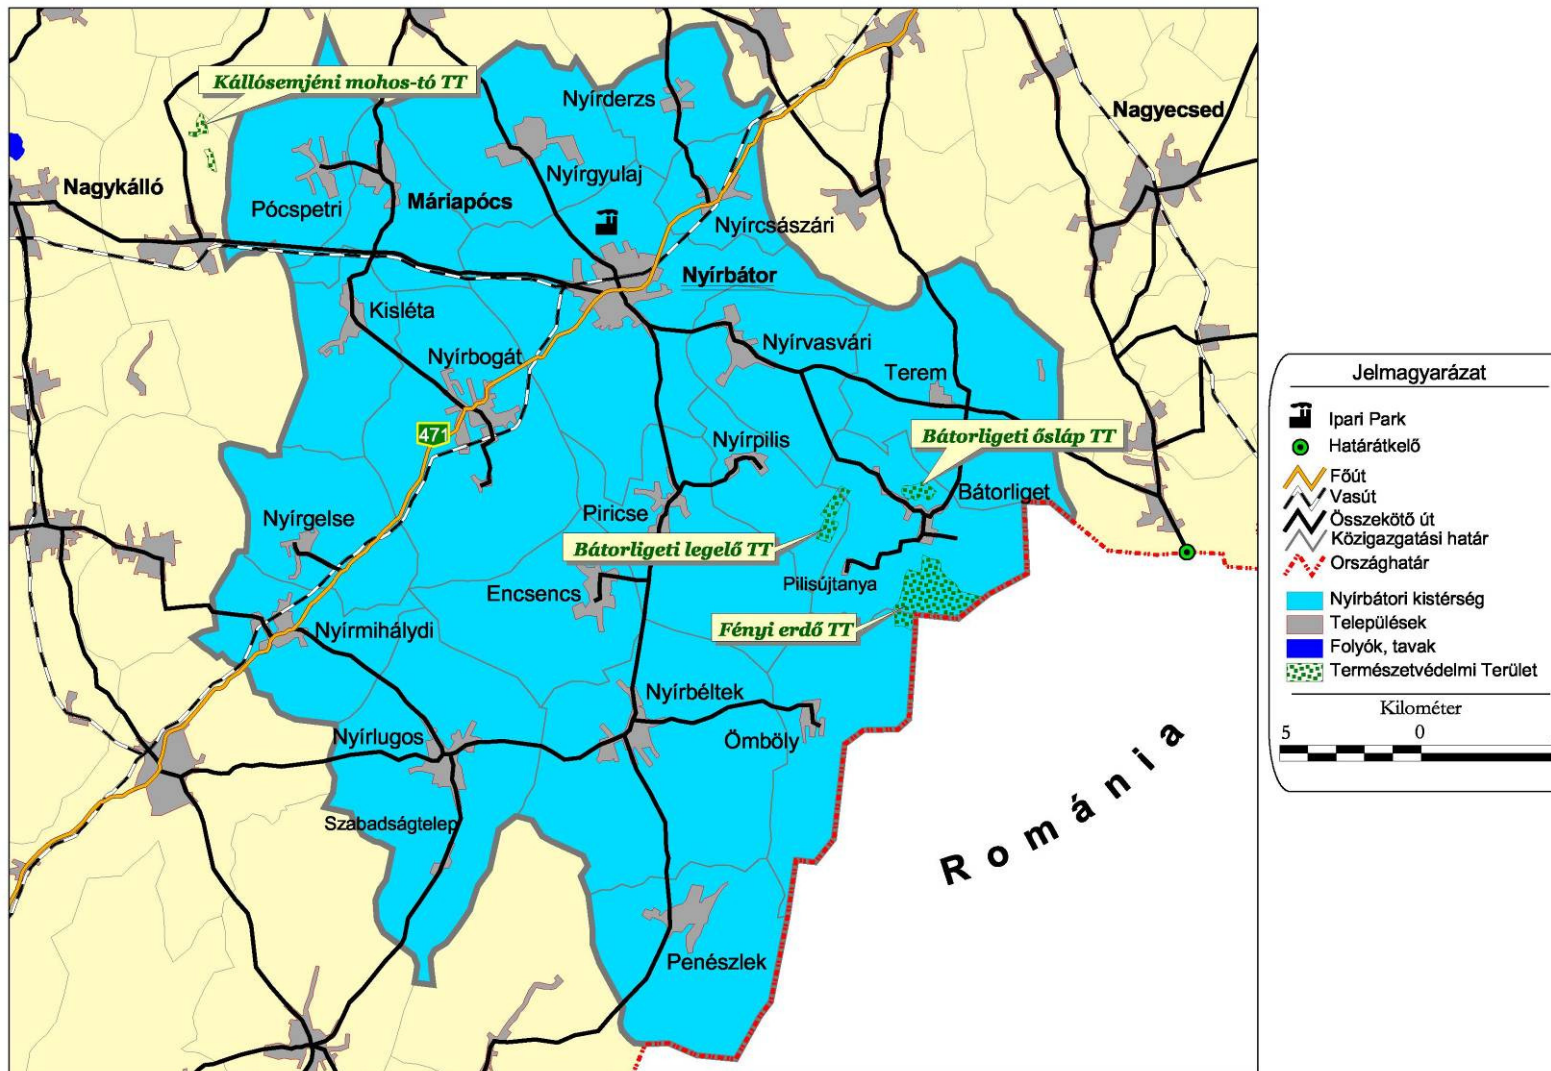 Kállósemjéni mohos-tó TT
Nyírderzs
Nagyecsed
Nyírgyulaj
Nagykálló
Pócspetri
Máriapócs
Nyírcsászári
Nyírbátor
Kisléta
Nyírvasvári
Nyírbogát
Terem
471
Bátorligeti ősláp TT
Nyírpilis
Bátorliget
Piricse
Nyírgelse
Bátorligeti legelő TT
Pilisújtanya
Encsencs
Nyírmihálydi
Fényi erdő TT
Nyírbéltek
Nyírlugos
Ömböly
Szabadságtelep
Románia
Penészlek
Jelmagyarázat
Ipari Park
Határátkelő
Főút
Vasút
Összekötő út
Közigazgatási határ
Országhatár
Nyírbátori kistérség
Települések
Folyók, tavak
Természetvédelmi Terület
Kilométer
5 0